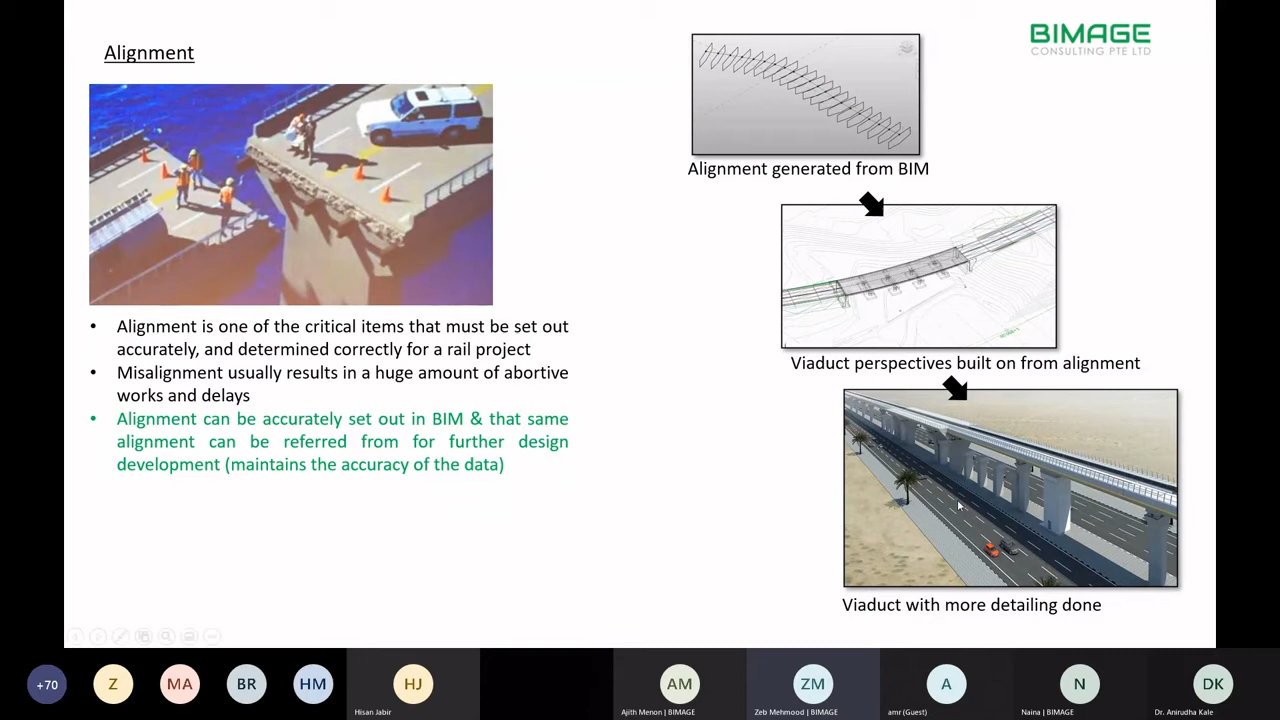 Alignment
BIMAGE
CONSULTING PTE LTD
Alignment generated from BIM
Viaduct perspectives built on from alignment
Viaduct with more detailing done
• Alignment is one of the critical items that must be set out
accurately, and determined correctly for a rail project
• Misalignment usually results in a huge amount of abortive
works and delays
• Alignment can be accurately set out in BIM & that same
alignment can be referred from for further design
development (maintains the accuracy of the data)
+70
Z
MA
BR
HM
HJ
AM
ZM
A
N
DK
Hisan Jabir
Ajith Menon | BIMAGE
Zeb Mehmood | BIMAGE
amr (Guest)
Naina | BIMAGE
Dr. Anirudha Kale